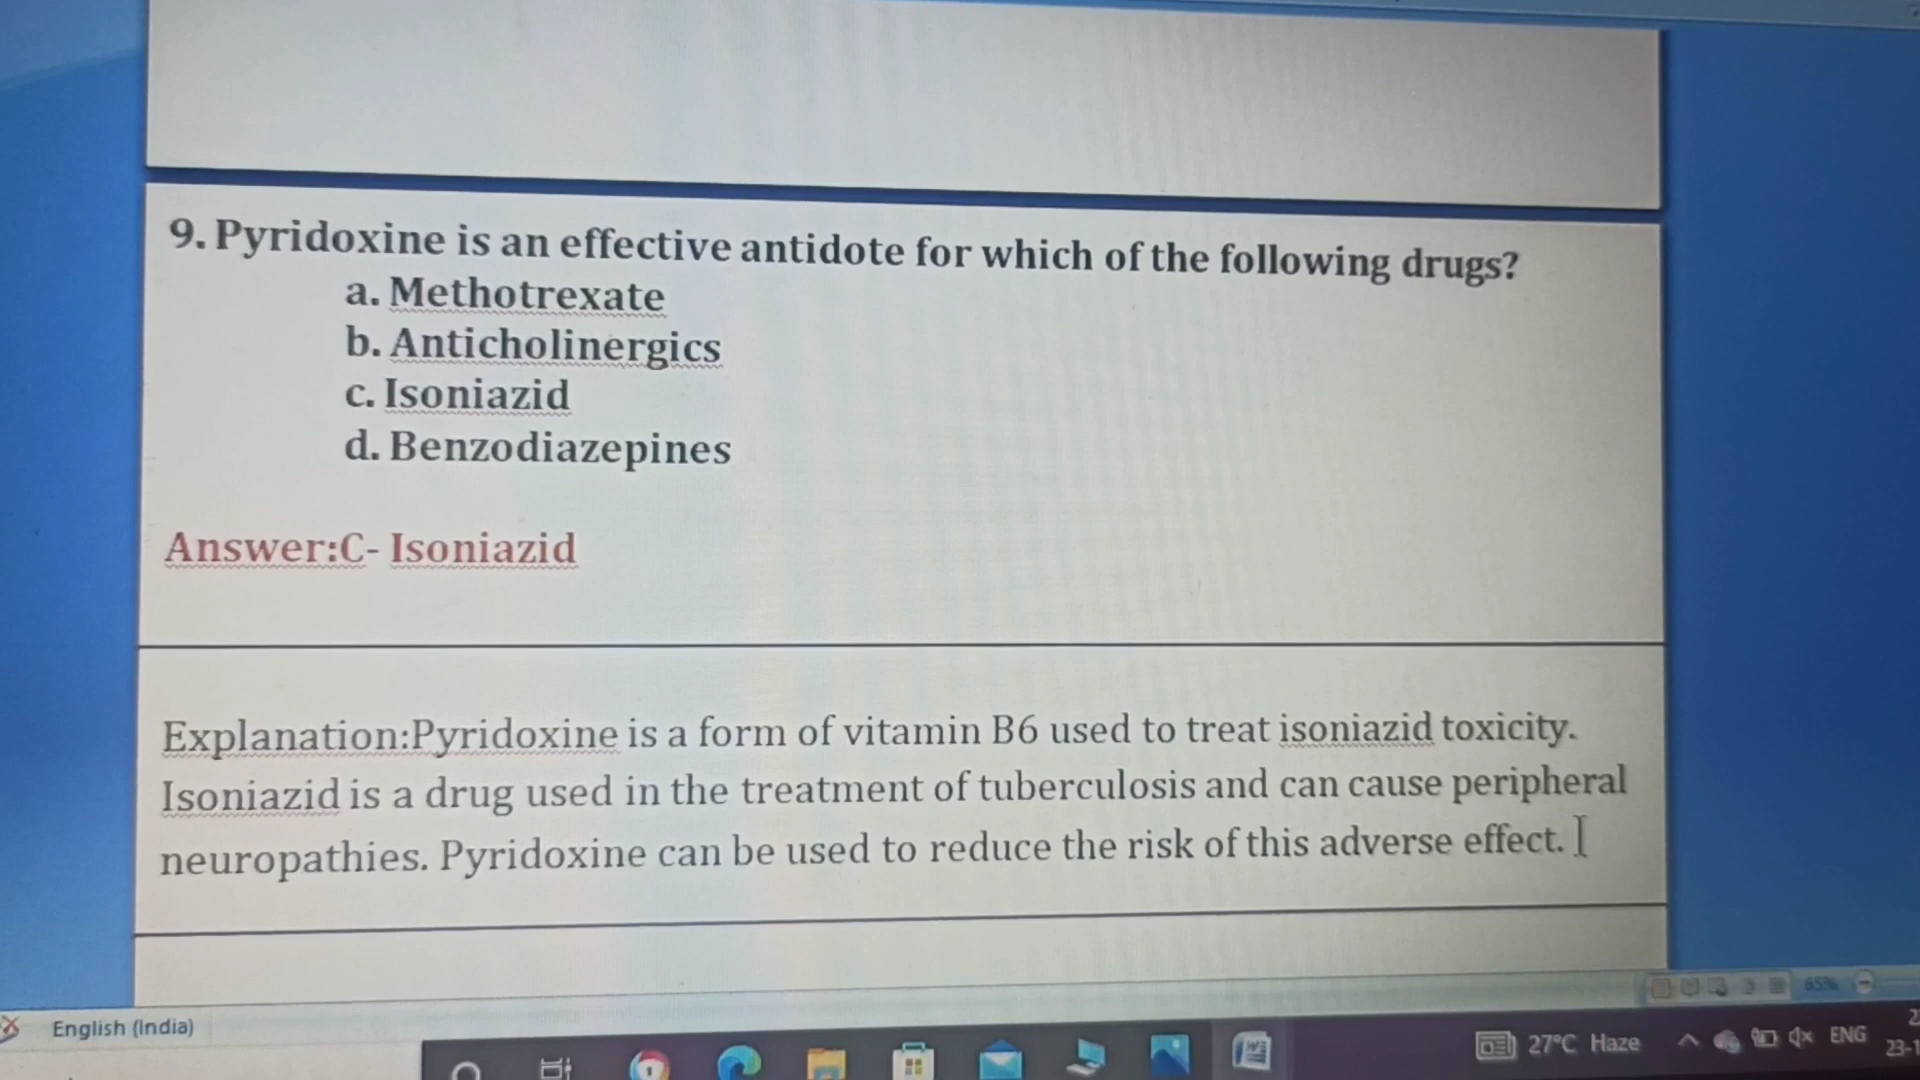 9. Pyridoxine is an effective antidote for which of the following drugs?
a. Methotrexate
b. Anticholinergics
c. Isoniazid
d. Benzodiazepines
Answer:C- Isoniazid
Explanation:Pyridoxine is a form of vitamin B6 used to treat isoniazid toxicity.
Isoniazid is a drug used in the treatment of tuberculosis and can cause peripheral
neuropathies. Pyridoxine can be used to reduce the risk of this adverse effect.
65%
English (India)
27°C Haze
ENG
23-1